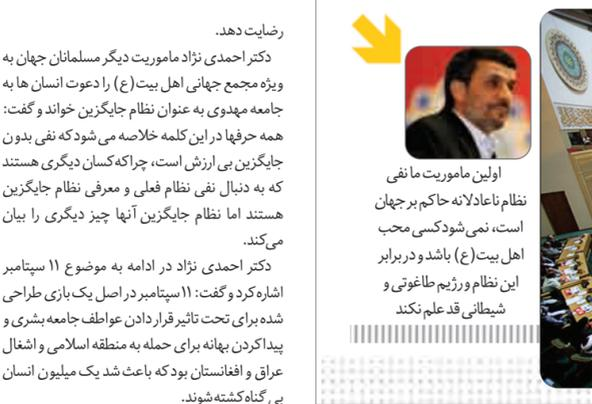 اولین ماموریت ما نفی
نظام ناعادلانه حاکم بر جهان
است، نمی شود کسی محب
اهل بیت(ع) باشد و در برابر
این نظام و رژیم طاغوتی و
شیطانی قد علم نکند
رضایت دهد.
دکتر احمدی نژاد ماموریت دیگر مسلمانان جهان به
ویژه مجمع جهانی اهل بیت(ع) را دعوت انسان ها به
جامعه مهدوی به عنوان نظام جایگزین خواند و گفت:
همه حرفها در این کلمه خلاصه می شود که نفی بدون
جایگزین بی ارزش است، چراکه کسان دیگری هستند
که به دنبال نفی نظام فعلی و معرفی نظام جایگزین
هستند اما نظام جایگزین آنها چیز دیگری را بیان
می‌کند.
دکتر احمدی نژاد در ادامه به موضوع ۱۱ سپتامبر
اشاره کرد و گفت: ۱۱ سپتامبر در اصل یک بازی طراحی
شده برای تحت تاثیر قرار دادن عواطف جامعه بشری و
پیدا کردن بهانه برای حمله به منطقه اسلامی و اشغال
عراق و افغانستان بود که باعث شد یک میلیون انسان
بی گناه کشته شوند.